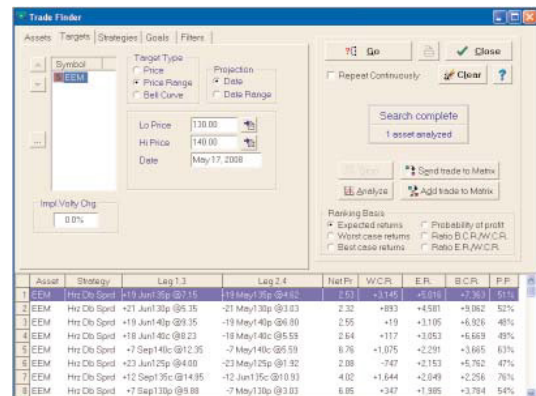 Trade Finder
Assets Targets Strategies Goals Filters
Symbol
EEM
Target Type
Price
Price Range
Bell Curve
Projection
Date
Date Range
Lo Price 130.00
Hi Price 140.00
Date May 17, 2008
Impl.Volty Chg
0.0%
Go
Close
Repeat Continuously
Clear
?
Search complete
1 asset analyzed
Send trade to Matrix
Analyze
Add trade to Matrix
Ranking Basis
Expected returns
Probability of profit
Worst case returns
Ratio B.C.R./W.C.R.
Best case returns
Ratio E.R./W.C.R.
Asset Strategy Leg 1,3 Leg 2,4 Net Pr W.C.R. E.R. B.C.R. P.P.
1 EEM Hrz Db Sprd +19 Jun135p @7.15 -19 May135p @4.62 2.53 +3,145 +5,016 +7,363 51%
2 EEM Hrz Db Sprd +21 Jun130p @5.35 -21 May130p @3.03 2.32 +893 +4,581 +9,062 52%
3 EEM Hrz Db Sprd +19 Jun140p @9.35 -19 May140p @6.80 2.55 +19 +3,105 +6,926 48%
4 EEM Hrz Db Sprd +18 Jun140c @8.23 -18 May140c @5.59 2.64 +117 +3,053 +6,669 49%
5 EEM Hrz Db Sprd +7 Sep140c @12.35 -7 May140c @5.59 6.76 +1,075 +2,291 +3,665 63%
6 EEM Hrz Db Sprd +23 Jun125p @4.00 -23 May125p @1.92 2.08 -747 +2,153 +5,762 47%
7 EEM Hrz Db Sprd +12 Sep135c @14.95 -12 Jun135c @10.93 4.02 +1,644 +2,049 +2,256 76%
8 EEM Hrz Db Sprd +7 Sep130p @9.88 -7 May130p @3.03 6.85 +347 +1,985 +3,784 54%